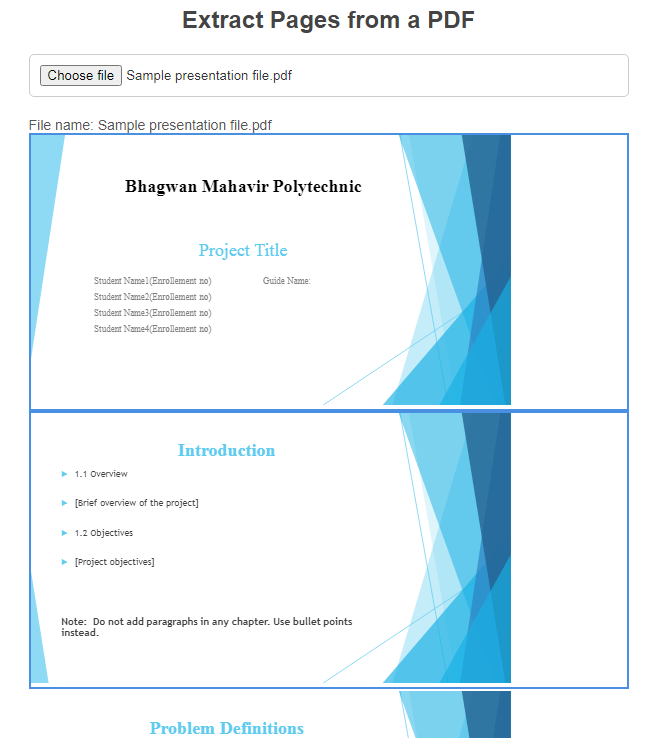 Extract Pages from a PDF
Choose file Sample presentation file.pdf
File name: Sample presentation file.pdf
Bhagwan Mahavir Polytechnic
Project Title
Student Name1(Enrollement no) Guide Name:
Student Name2(Enrollement no)
Student Name3(Enrollement no)
Student Name4(Enrollement no)
Introduction
1.1 Overview
[Brief overview of the project]
1.2 Objectives
[Project objectives]
Note: Do not add paragraphs in any chapter. Use bullet points
instead.
Problem Definitions